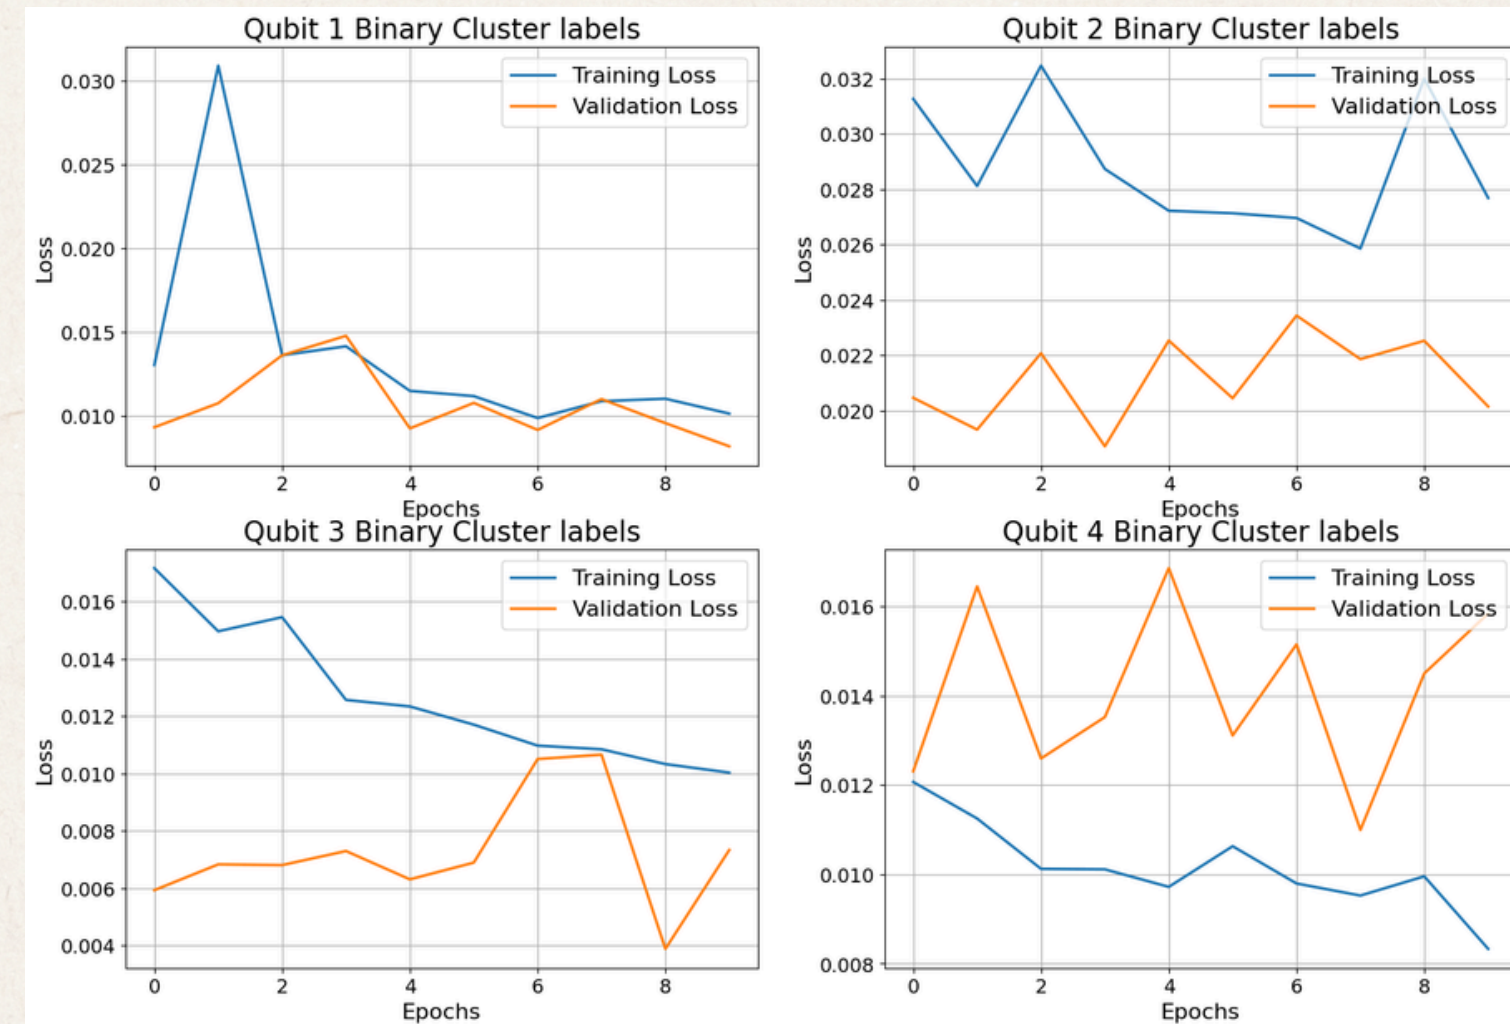 Qubit 1 Binary Cluster labels
Training Loss
Validation Loss
0.030
0.025
0.020
0.015
0.010
Loss
0 2 4 6 8
Epochs
Qubit 2 Binary Cluster labels
Training Loss
Validation Loss
0.032
0.030
0.028
0.026
0.024
0.022
0.020
Loss
0 2 4 6 8
Epochs
Qubit 3 Binary Cluster labels
Training Loss
Validation Loss
0.016
0.014
0.012
0.010
0.008
0.006
0.004
Loss
0 2 4 6 8
Epochs
Qubit 4 Binary Cluster labels
Training Loss
Validation Loss
0.016
0.014
0.012
0.010
0.008
Loss
0 2 4 6 8
Epochs